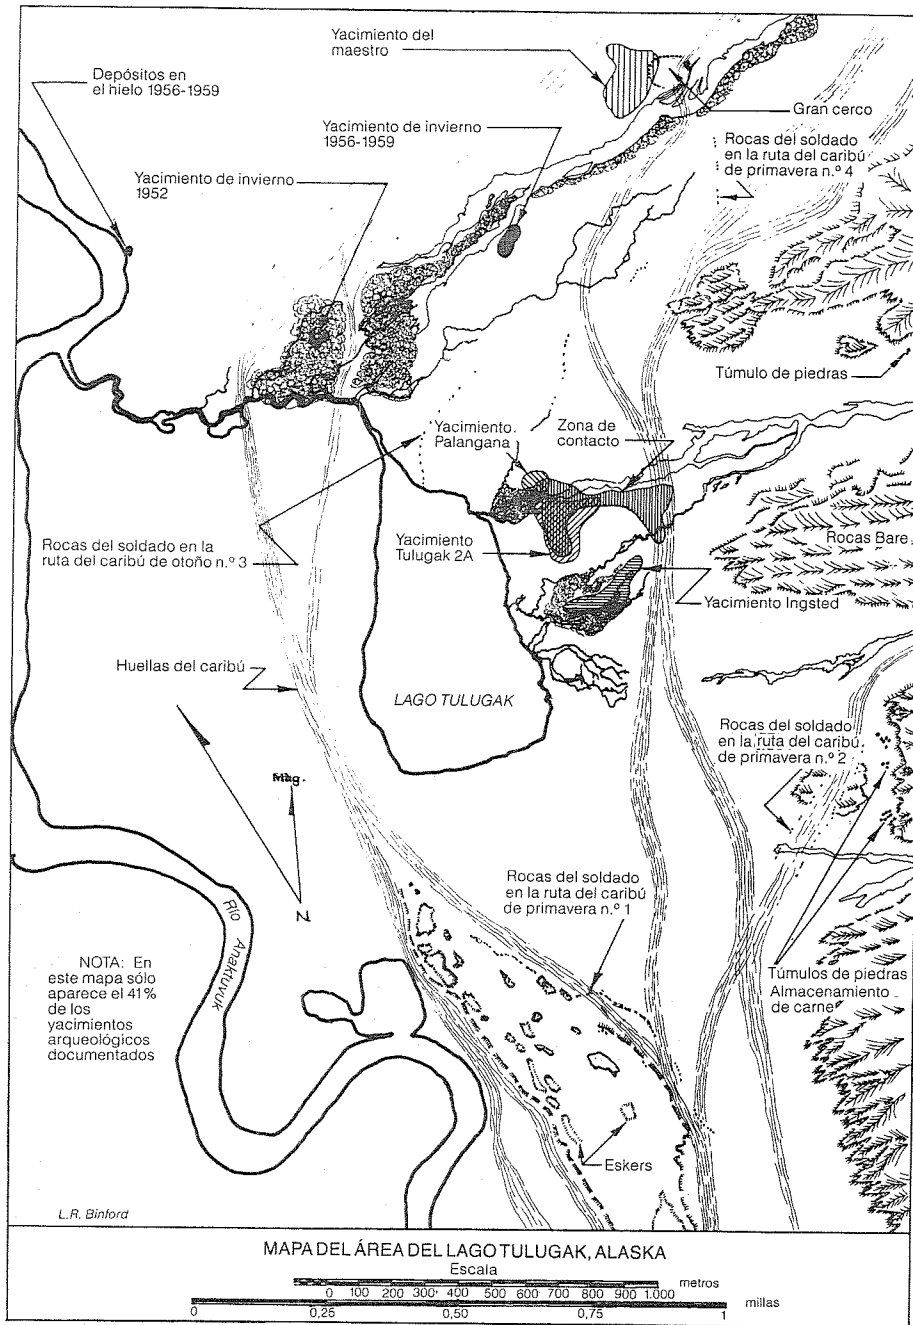 Yacimiento del
maestro
Depósitos en
el hielo 1956-1959
Gran cerco
Yacimiento de invierno
1956-1959
Rocas del soldado
en la ruta del caribú
de primavera n.º 4
Yacimiento de invierno
1952
Túmulo de piedras
Yacimiento
Palangana
Zona de
contacto
Rocas Bare
Rocas del soldado en la
ruta del caribú de otoño n.º 3
Yacimiento
Tulugak 2A
Yacimiento Ingsted
Huellas del caribú
LAGO TULUGAK
Rocas del soldado
en la ruta del caribú
de primavera n.º 2
Mag.
N
Rocas del soldado
en la ruta del caribú
de primavera n.º 1
Río Anaktuvuk
NOTA: En
este mapa sólo
aparece el 41%
de los
yacimientos
arqueológicos
documentados
Túmulos de piedras
Almacenamiento
de carne
Eskers
L.R. Binford
MAPA DEL ÁREA DEL LAGO TULUGAK, ALASKA
Escala
metros
0 100 200 300 400 500 600 700 800 900 1.000
millas
0 0,25 0,50 0,75 1